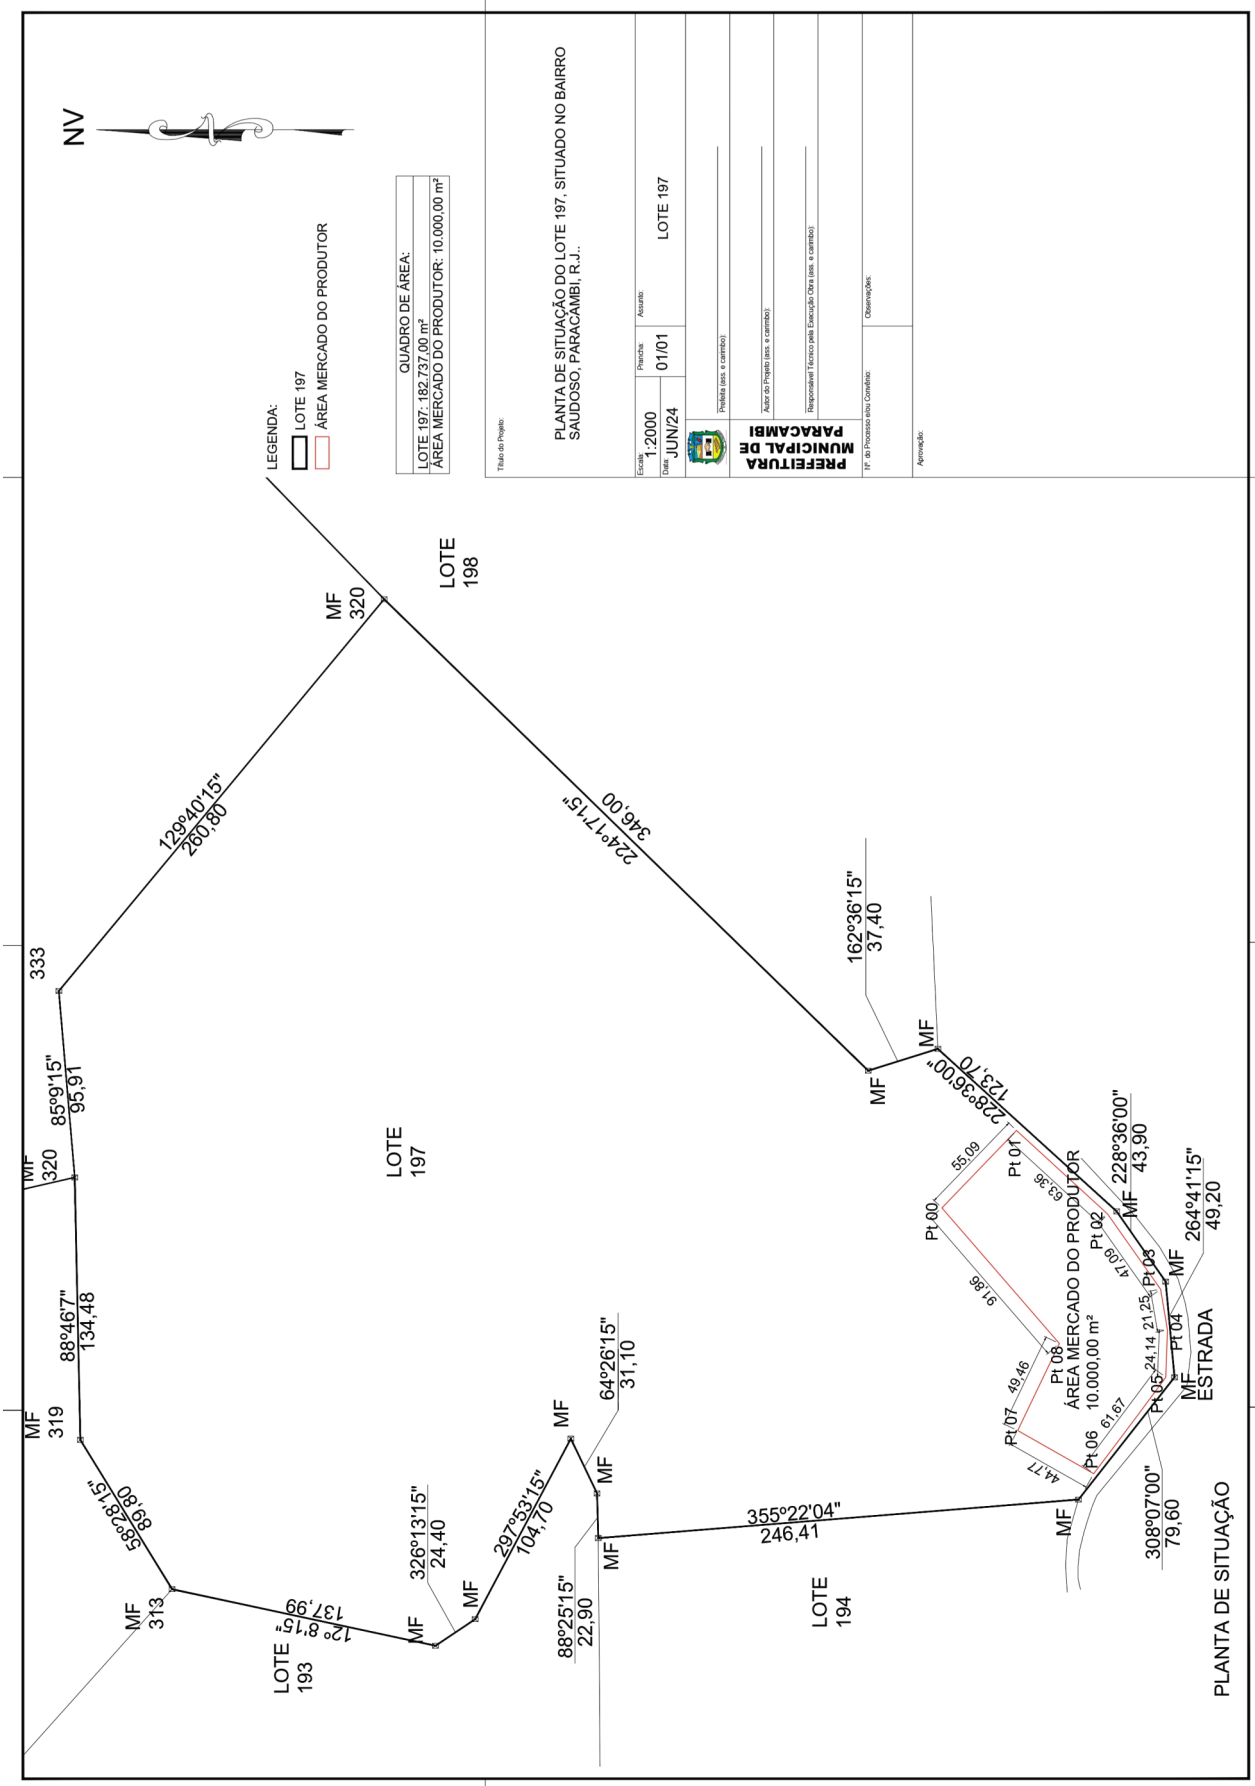 NV
LEGENDA:
LOTE 197
ÁREA MERCADO DO PRODUTOR
QUADRO DE ÁREA:
LOTE 197: 182.737,00 m²
ÁREA MERCADO DO PRODUTOR: 10.000,00 m²
Título do Projeto:
PLANTA DE SITUAÇÃO DO LOTE 197, SITUADO NO BAIRRO
SAUDOSO, PARACAMBI, R.J..
Escala:
1:2000
Data:
JUN/24
Prancha:
01/01
Assunto:
LOTE 197
PREFEITURA
MUNICIPAL DE
PARACAMBI
Prefeita (ass. e carimbo):
Autor do Projeto (ass. e carimbo):
Responsável Técnico pela Execução Obra (ass. e carimbo):
Nº. do Processo e/ou Convênio:
Observações:
Aprovação:
MF
313
58º28'15"
89,80
MF
319
88º46'7"
134,48
MF
320
85º9'15"
95,91
333
129º40'15"
260,80
MF
320
LOTE
198
224º17'15"
346,00
162º36'15"
37,40
MF
MF
228º36'00"
123,70
228º36'00"
43,90
MF
264º41'15"
49,20
MF
MF
ESTRADA
308º07'00"
79,60
MF
355º22'04"
246,41
LOTE
194
MF
88º25'15"
22,90
MF
64º26'15"
31,10
MF
297º53'15"
104,70
MF
326º13'15"
24,40
MF
12º8'15"
137,99
LOTE
193
LOTE
197
Pt 00
55,09
Pt 01
63,36
Pt 02
47,09
Pt 03
21,25
Pt 04
24,14
Pt 05
61,67
Pt 06
44,77
Pt 07
49,46
Pt 08
91,86
ÁREA MERCADO DO PRODUTOR
10.000,00 m²
PLANTA DE SITUAÇÃO